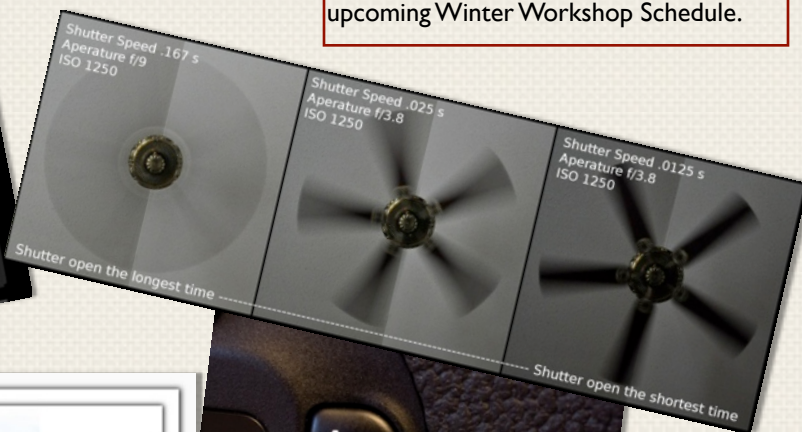 upcoming Winter Workshop Schedule.
Shutter Speed .167 s
Aperature f/9
ISO 1250
Shutter Speed .025 s
Aperature f/3.8
ISO 1250
Shutter Speed .0125 s
Aperature f/3.8
ISO 1250
Shutter open the longest time
Shutter open the shortest time